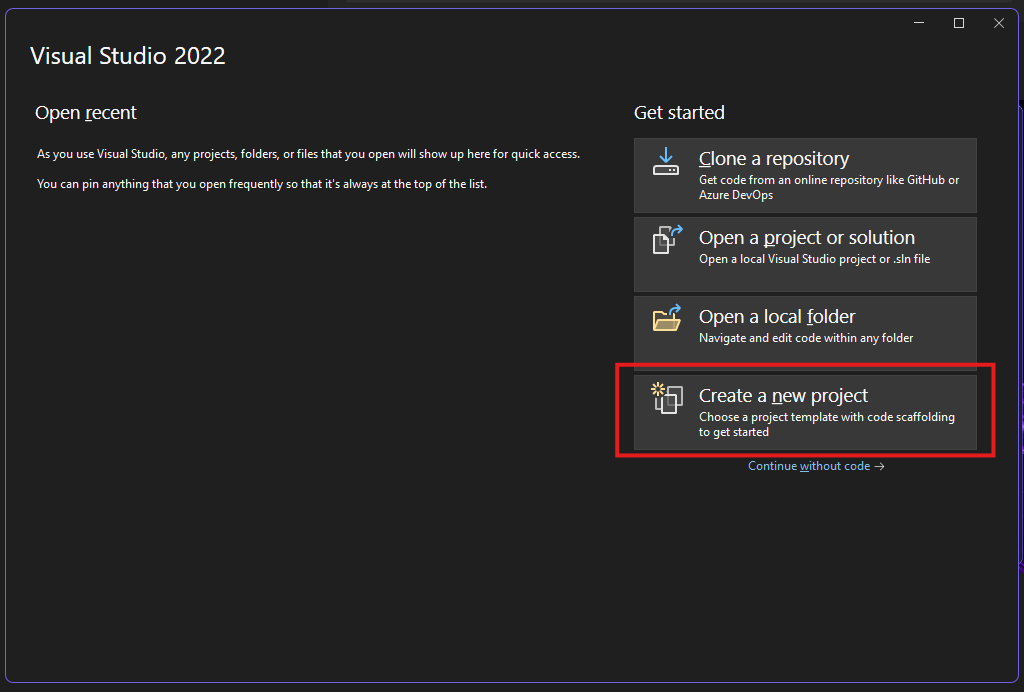 Visual Studio 2022
Open recent
As you use Visual Studio, any projects, folders, or files that you open will show up here for quick access.
You can pin anything that you open frequently so that it's always at the top of the list.
Get started
Clone a repository
Get code from an online repository like GitHub or
Azure DevOps
Open a project or solution
Open a local Visual Studio project or .sln file
Open a local folder
Navigate and edit code within any folder
Create a new project
Choose a project template with code scaffolding
to get started
Continue without code →